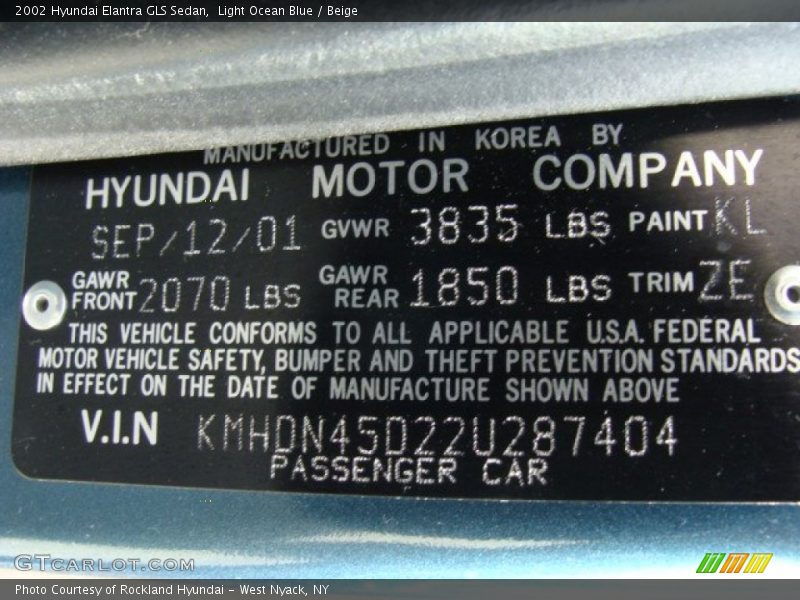 2002 Hyundai Elantra GLS Sedan,  Light Ocean Blue / Beige
MANUFACTURED IN KOREA BY
HYUNDAI MOTOR COMPANY
SEP/12/01 GVWR 3835 LBS PAINT KL
GAWR FRONT 2070 LBS GAWR REAR 1850 LBS TRIM ZE
THIS VEHICLE CONFORMS TO ALL APPLICABLE U.S.A. FEDERAL
MOTOR VEHICLE SAFETY, BUMPER AND THEFT PREVENTION STANDARDS
IN EFFECT ON THE DATE OF MANUFACTURE SHOWN ABOVE
V.I.N KMHDN45D22U287404
PASSENGER CAR
GTCarLot.com
Photo Courtesy of Rockland Hyundai - West Nyack, NY